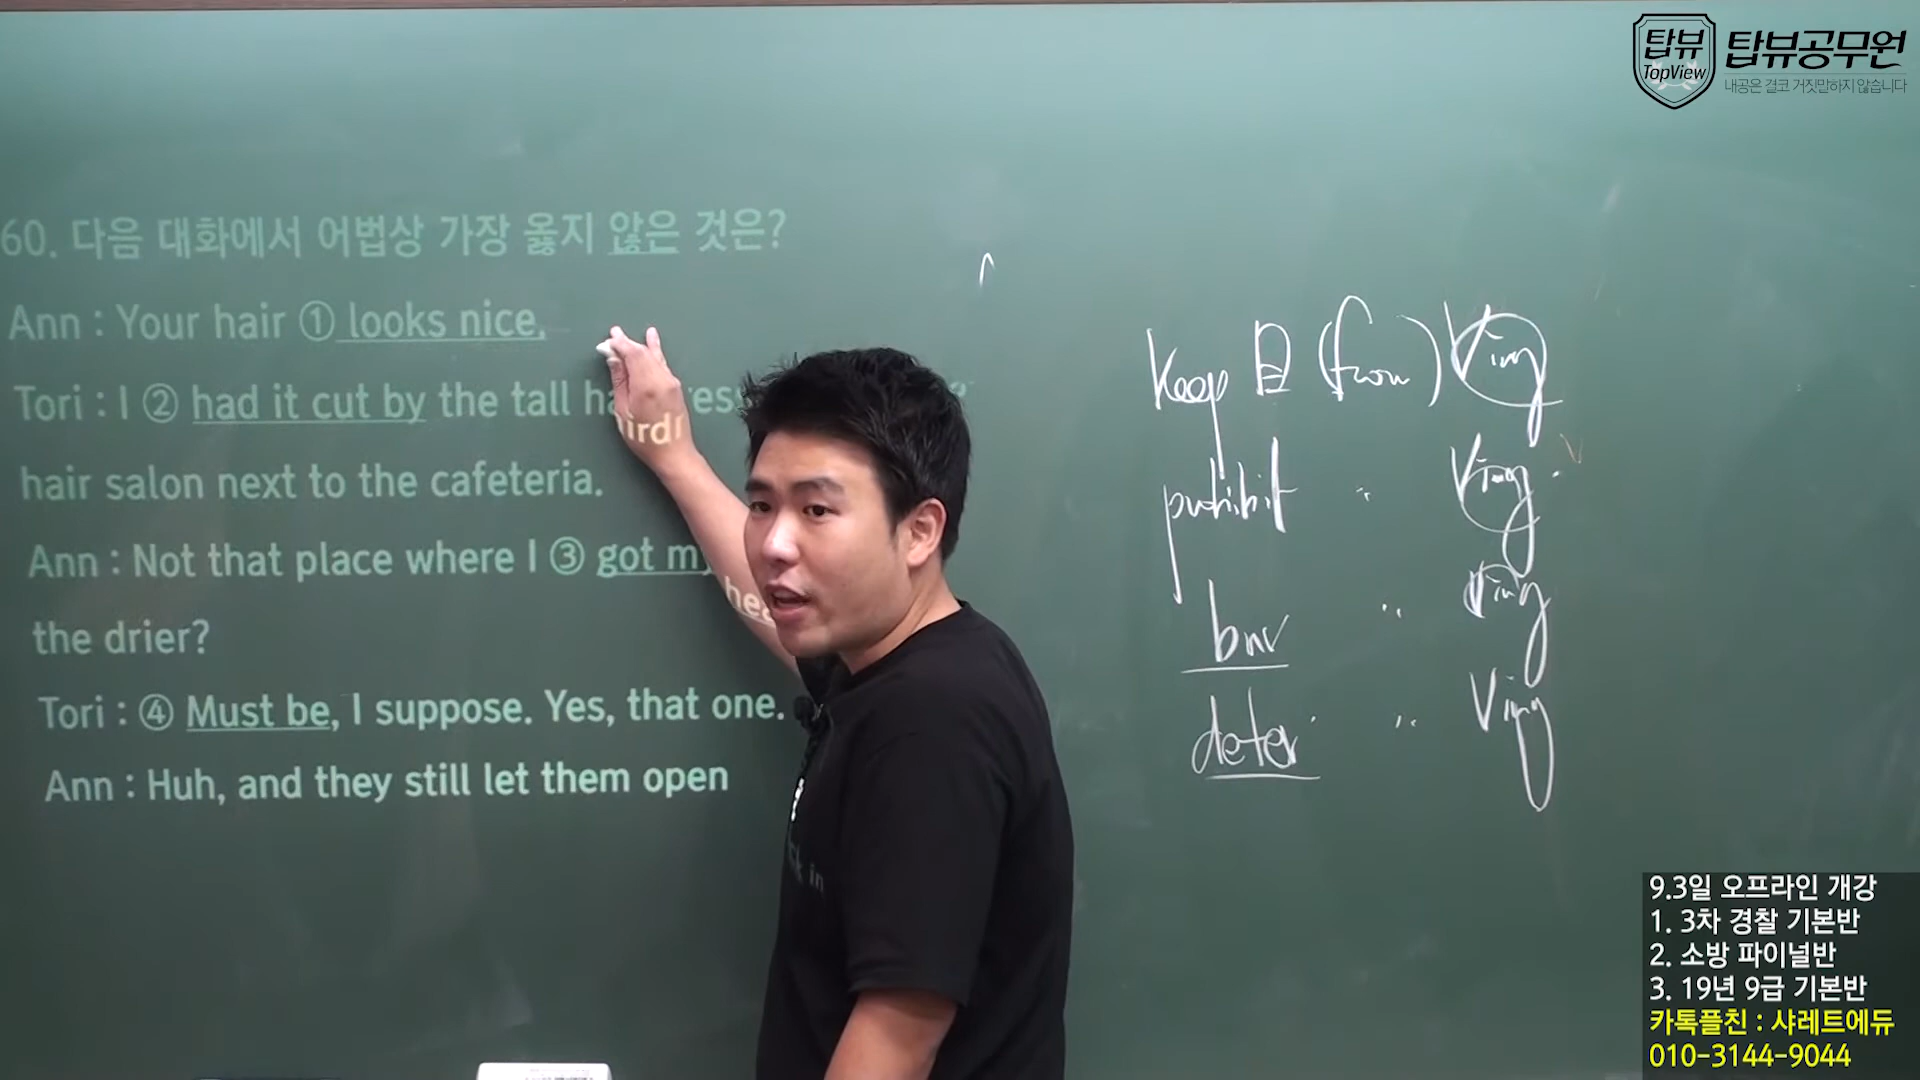 탑뷰
TopView
탑뷰공무원
내공은 결코 거짓말하지 않습니다
60. 다음 대화에서 어법상 가장 옳지 않은 것은?
Ann : Your hair ① looks nice.
Tori : I ② had it cut by the tall
hair salon next to the cafeteria.
Ann : Not that place where I ③ got
the drier?
Tori : ④ Must be, I suppose. Yes, that one.
Ann : Huh, and they still let them open
keep 목 (from) Ving
prohibit " Ving
ban " Ving
deter " Ving
9.3일 오프라인 개강
1. 3차 경찰 기본반
2. 소방 파이널반
3. 19년 9급 기본반
카톡플친 : 샤레트에듀
010-3144-9044